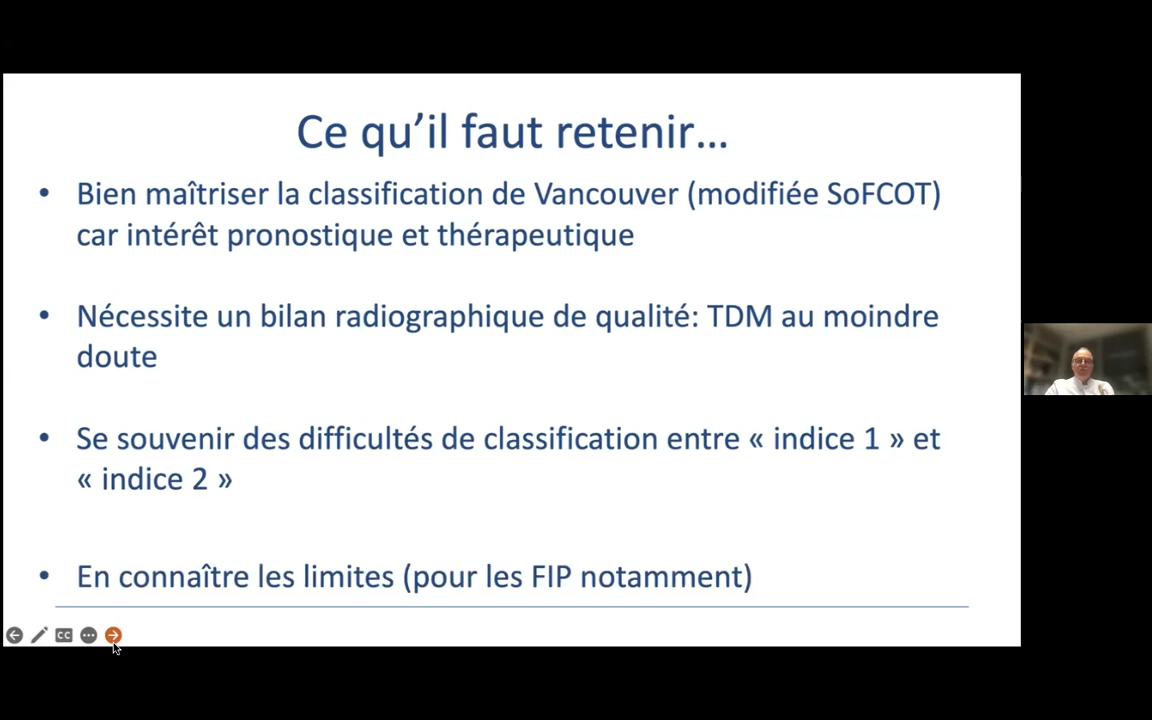 Ce qu’il faut retenir…
• Bien maîtriser la classification de Vancouver (modifiée SoFCOT)
car intérêt pronostique et thérapeutique
• Nécessite un bilan radiographique de qualité: TDM au moindre
doute
• Se souvenir des difficultés de classification entre « indice 1 » et
« indice 2 »
• En connaître les limites (pour les FIP notamment)
CC